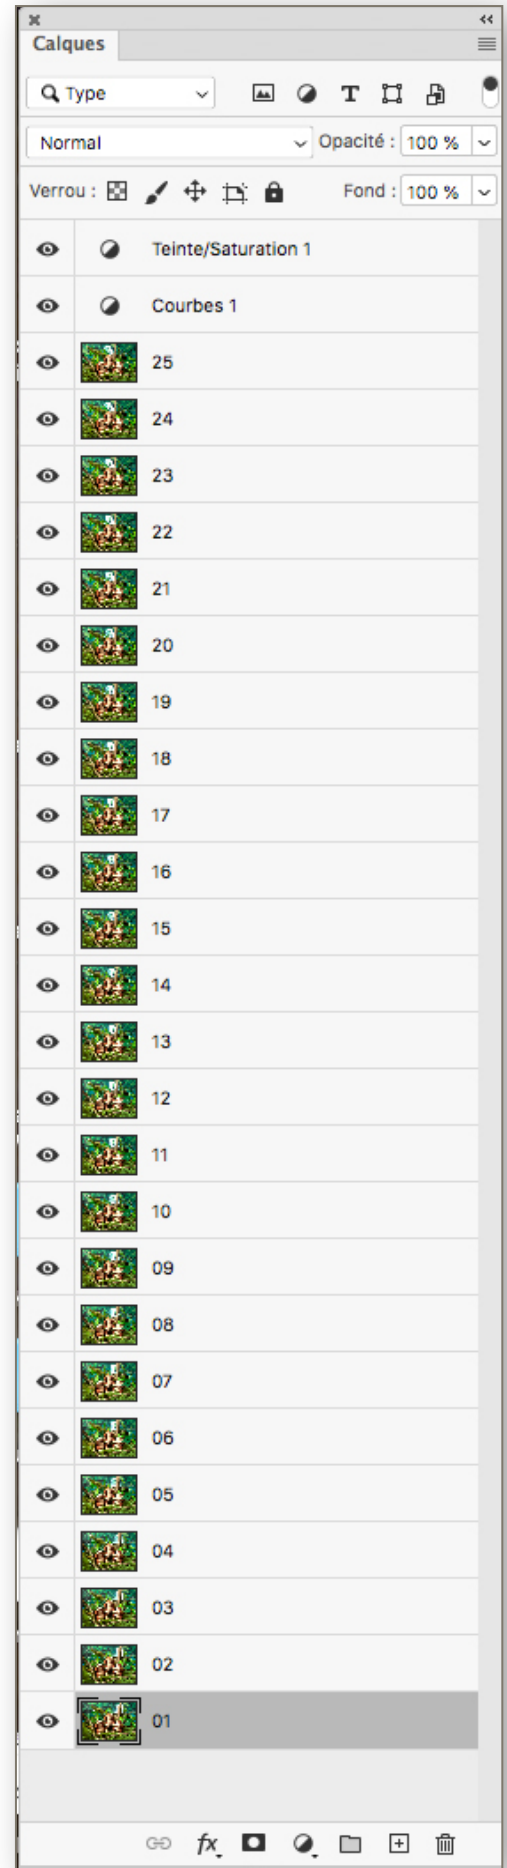 Calques
Type
Normal
Opacité : 100 %
Verrou :
Fond : 100 %
Teinte/Saturation 1
Courbes 1
25
24
23
22
21
20
19
18
17
16
15
14
13
12
11
10
09
08
07
06
05
04
03
02
01
fx